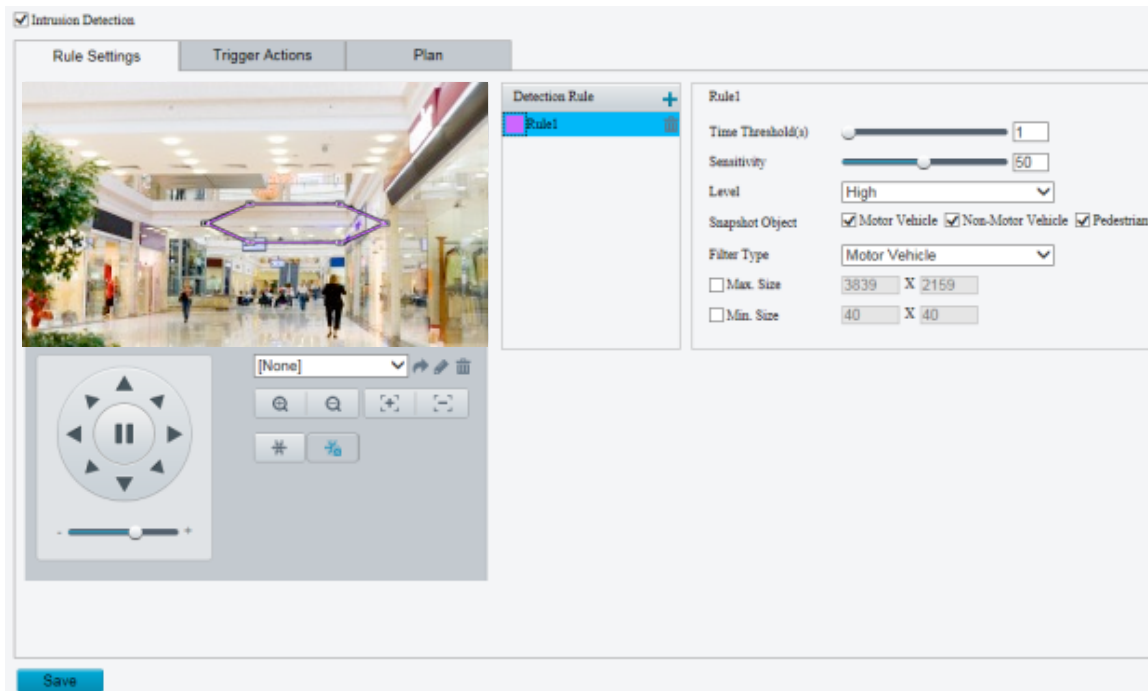 Intrusion Detection
Rule Settings
Trigger Actions
Plan
Detection Rule
Rule1
Rule1
Time Threshold(s) 1
Sensitivity 50
Level High
Snapshot Object Motor Vehicle Non-Motor Vehicle Pedestrian
Filter Type Motor Vehicle
Max. Size 3839 X 2159
Min. Size 40 X 40
[None]
- +
Save